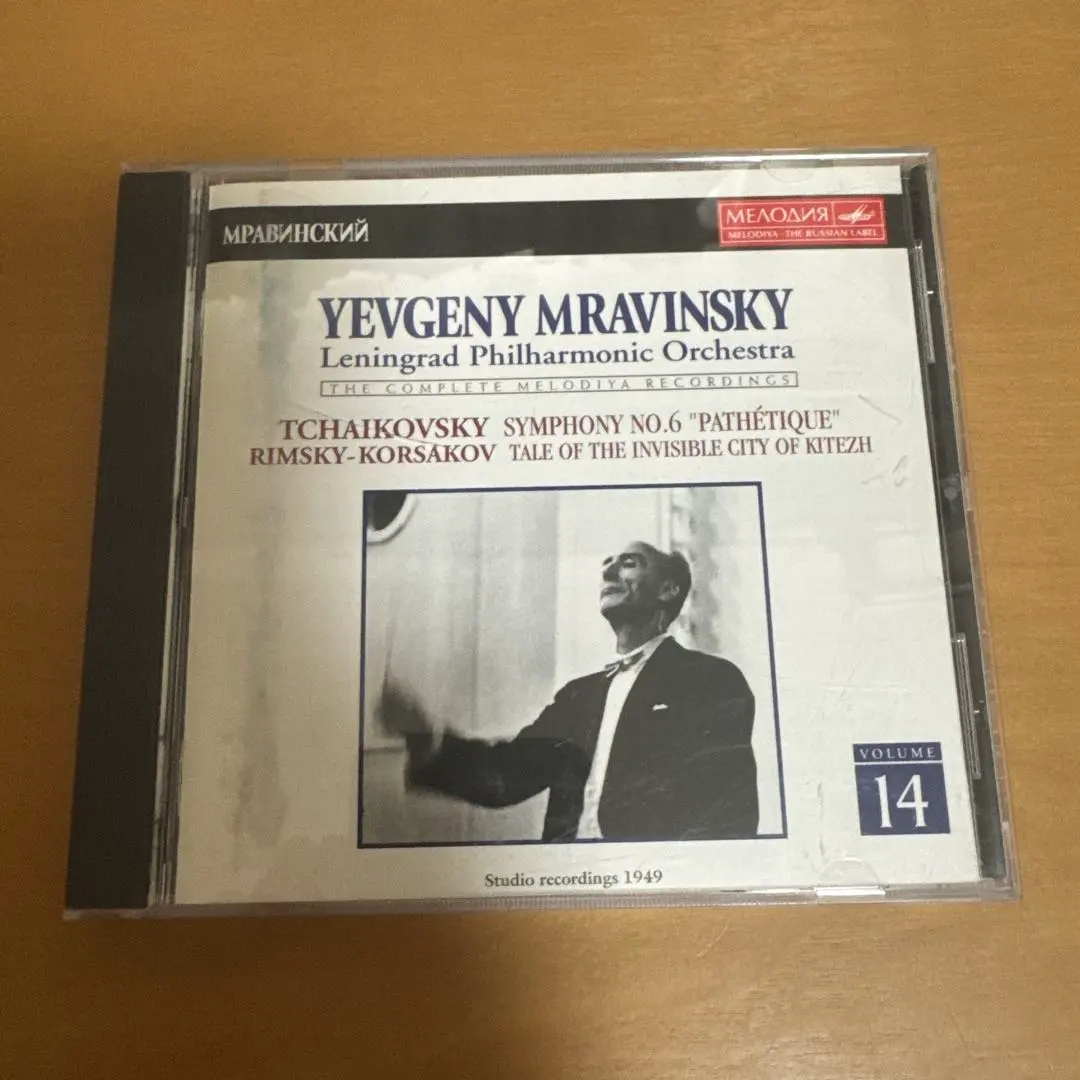 МРАВИНСКИЙ
МЕЛОДИЯ
MELODIYA - THE RUSSIAN LABEL
YEVGENY MRAVINSKY
Leningrad Philharmonic Orchestra
THE COMPLETE MELODIYA RECORDINGS
TCHAIKOVSKY SYMPHONY NO.6 "PATHÉTIQUE"
RIMSKY-KORSAKOV TALE OF THE INVISIBLE CITY OF KITEZH
VOLUME
14
Studio recordings 1949